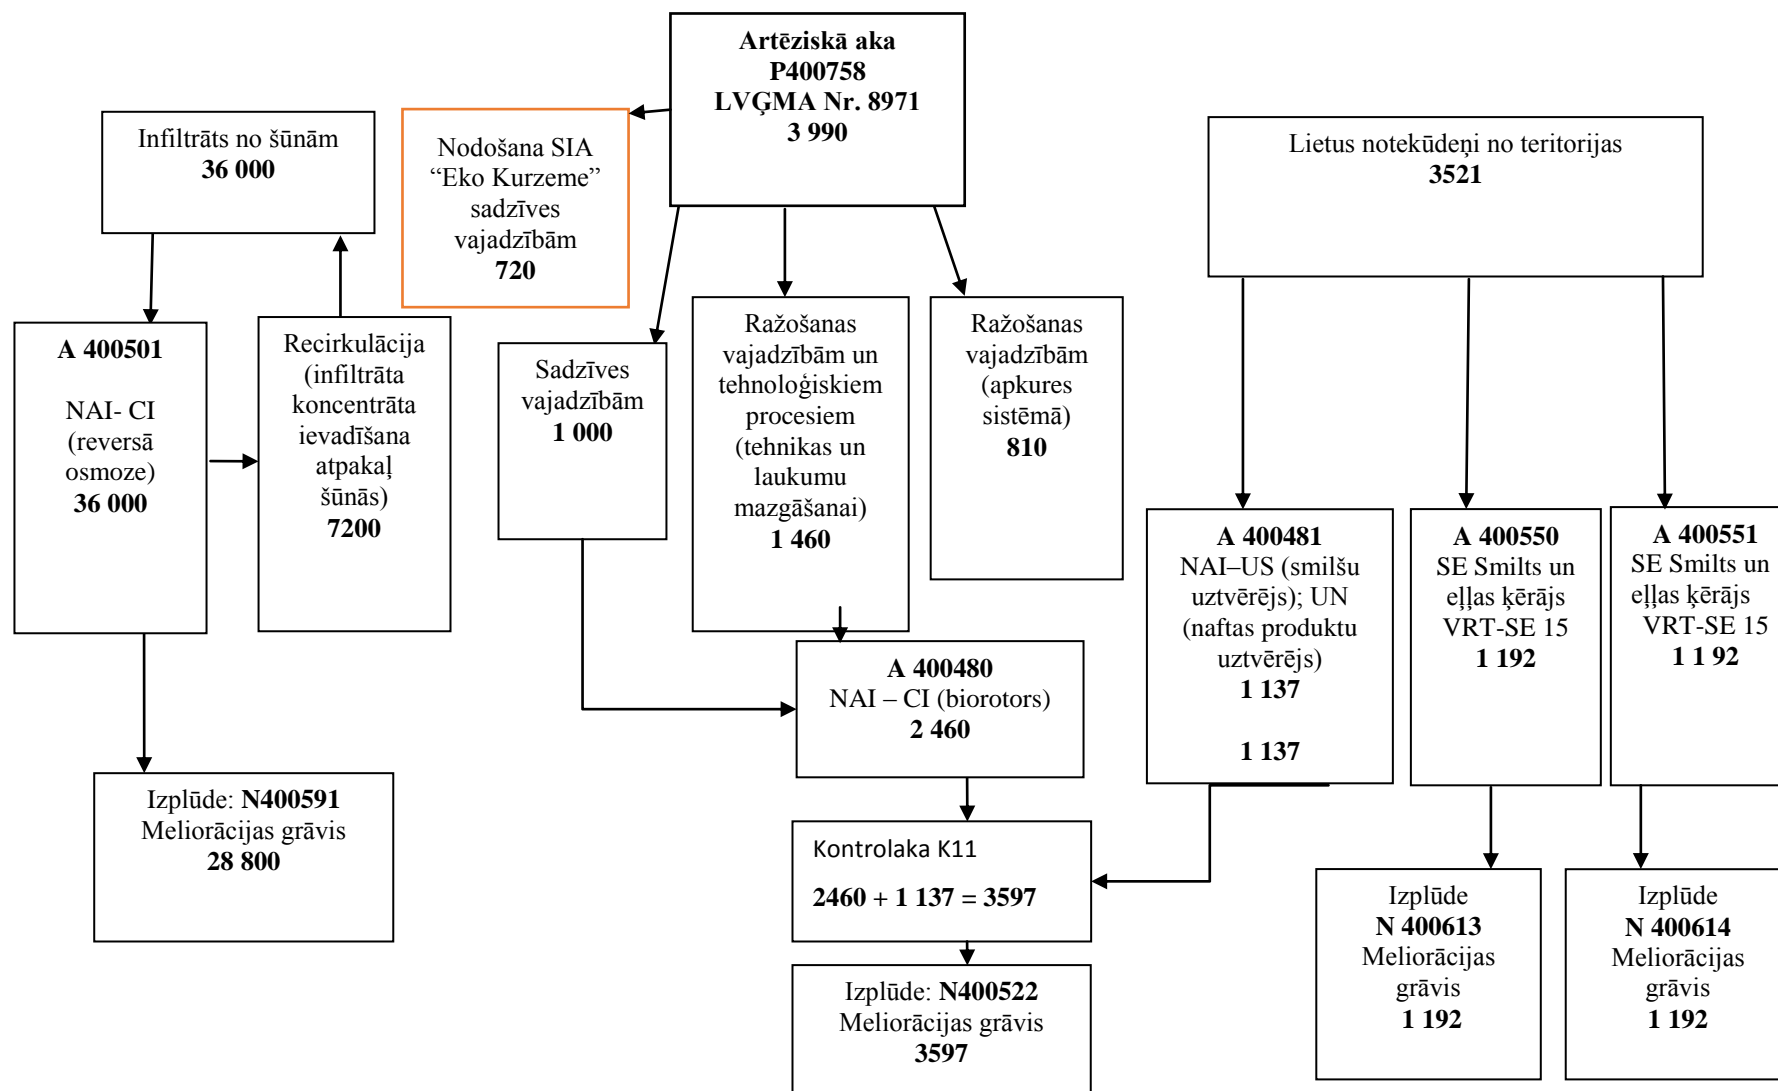 Artēziskā aka
P400758
LVĢMA Nr. 8971
3 990
Infiltrāts no šūnām
36 000
Nodošana SIA
“Eko Kurzeme”
sadzīves
vajadzībām
720
Lietus notekūdeņi no teritorijas
3521
A 400501
NAI- CI
(reversā
osmoze)
36 000
Recirkulācija
(infiltrāta
koncentrāta
ievadīšana
atpakaļ
šūnās)
7200
Sadzīves
vajadzībām
1 000
Ražošanas
vajadzībām un
tehnoloģiskiem
procesiem
(tehnikas un
laukumu
mazgāšanai)
1 460
Ražošanas
vajadzībām
(apkures
sistēmā)
810
A 400481
NAI–US (smilšu
uztvērējs); UN
(naftas produktu
uztvērējs)
1 137
1 137
A 400550
SE Smilts un
eļļas ķērājs
VRT-SE 15
1 192
A 400551
SE Smilts un
eļļas ķērājs
VRT-SE 15
1 1 92
A 400480
NAI – CI (biorotors)
2 460
Izplūde: N400591
Meliorācijas grāvis
28 800
Kontrolaka K11
2460 + 1 137 = 3597
Izplūde: N400522
Meliorācijas grāvis
3597
Izplūde
N 400613
Meliorācijas
grāvis
1 192
Izplūde
N 400614
Meliorācijas
grāvis
1 192